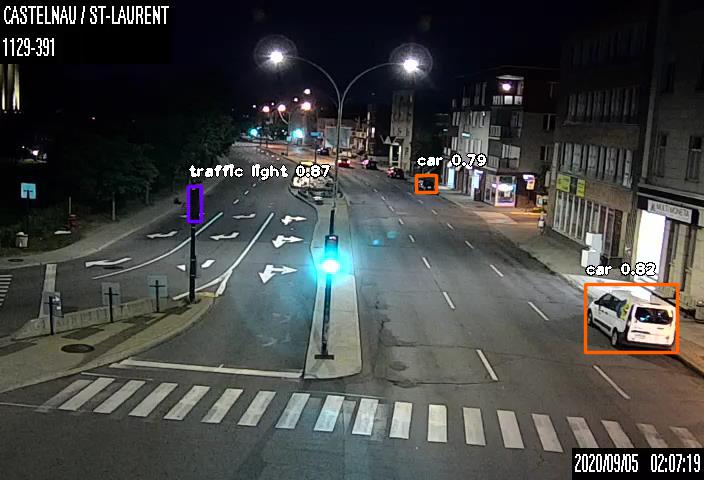 CASTELNAU / ST-LAURENT
1129-391
car 0.79
traffic light 0.87
car 0.82
2020/09/05 02:07:19